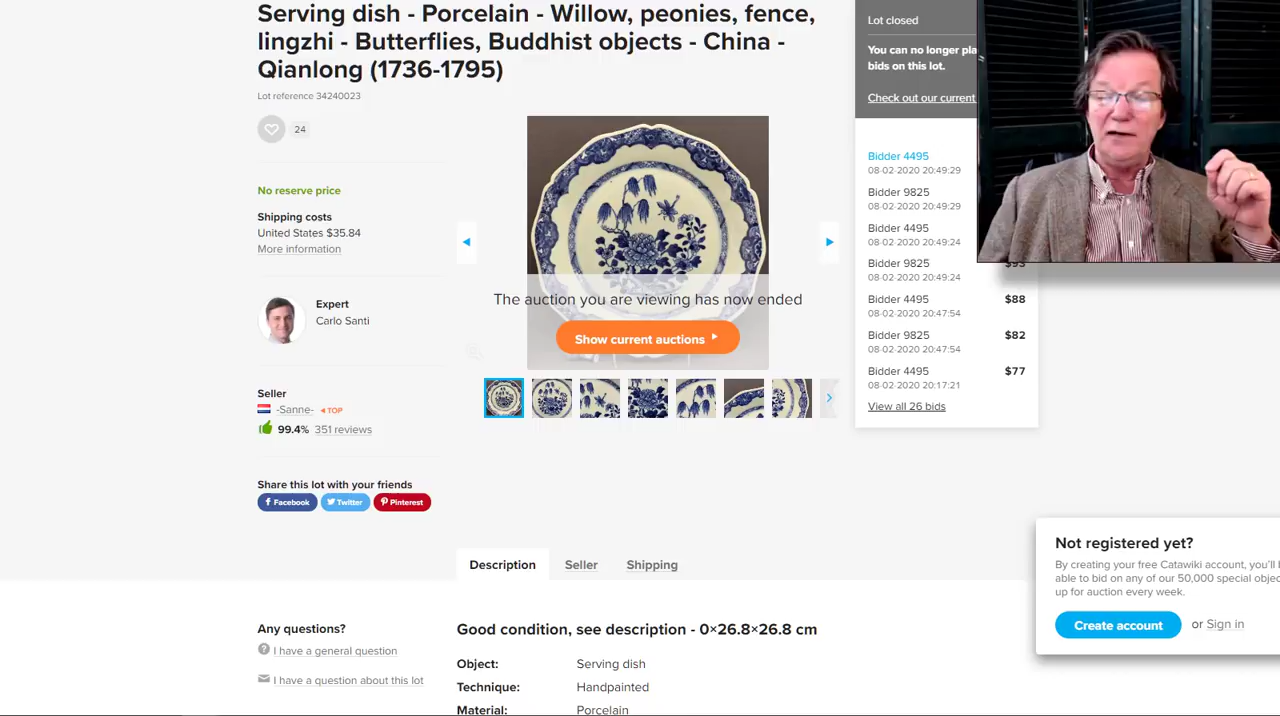 Serving dish - Porcelain - Willow, peonies, fence,
lingzhi - Butterflies, Buddhist objects - China -
Qianlong (1736-1795)
Lot reference 34240023
24
No reserve price
Shipping costs
United States $35.84
More information
Expert
Carlo Santi
Seller
-Sanne- TOP
99.4% 351 reviews
Share this lot with your friends
Facebook Twitter Pinterest
The auction you are viewing has now ended
Show current auctions
Lot closed
You can no longer pla
bids on this lot.
Check out our current
Bidder 4495
08-02-2020 20:49:29
Bidder 9825
08-02-2020 20:49:29
Bidder 4495
08-02-2020 20:49:24
Bidder 9825 $93
08-02-2020 20:49:24
Bidder 4495 $88
08-02-2020 20:47:54
Bidder 9825 $82
08-02-2020 20:47:54
Bidder 4495 $77
08-02-2020 20:17:21
View all 26 bids
Description Seller Shipping
Any questions?
I have a general question
I have a question about this lot
Good condition, see description - 0×26.8×26.8 cm
Object: Serving dish
Technique: Handpainted
Material: Porcelain
Not registered yet?
By creating your free Catawiki account, you'll b
able to bid on any of our 50,000 special objec
up for auction every week.
Create account or Sign in